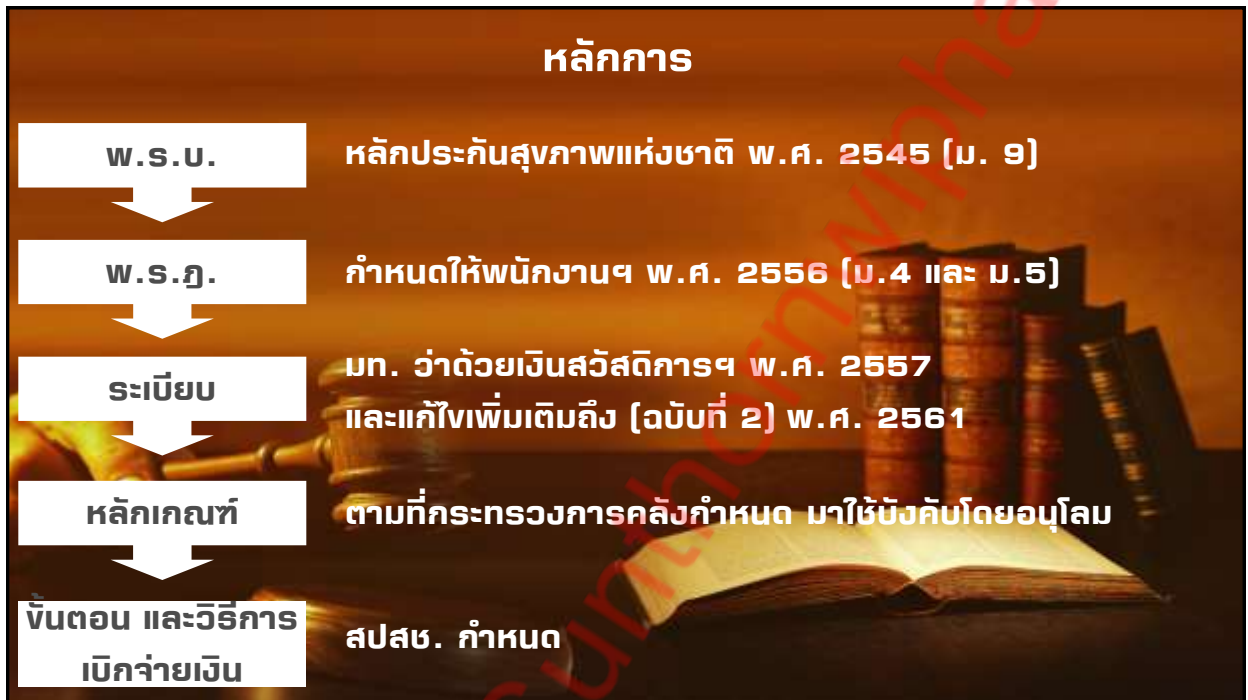 หลักการ
พ.ร.บ.
หลักประกันสุขภาพแห่งชาติ พ.ศ. 2545 (ม. 9)
พ.ร.ฎ.
กำหนดให้พนักงานฯ พ.ศ. 2556 (ม.4 และ ม.5)
ระเบียบ
มท. ว่าด้วยเงินสวัสดิการฯ พ.ศ. 2557
และแก้ไขเพิ่มเติมถึง (ฉบับที่ 2) พ.ศ. 2561
หลักเกณฑ์
ตามที่กระทรวงการคลังกำหนด มาใช้บังคับโดยอนุโลม
ขั้นตอน และวิธีการ
เบิกจ่ายเงิน
สปสช. กำหนด